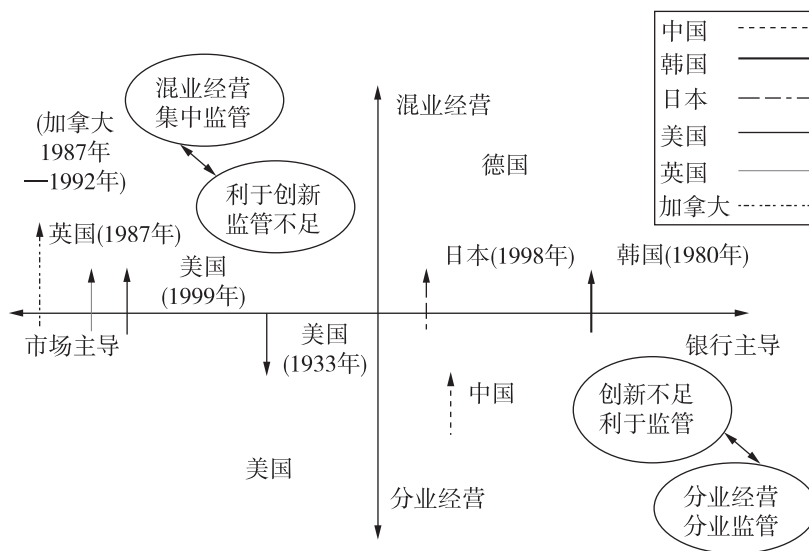 中国
韩国
日本
美国
英国
加拿大
混业经营
集中监管
混业经营
(加拿大
1987年
—1992年)
德国
利于创新
监管不足
英国(1987年)
美国
(1999年)
日本(1998年)
韩国(1980年)
市场主导
美国
(1933年)
银行主导
中国
创新不足
利于监管
美国
分业经营
分业经营
分业监管